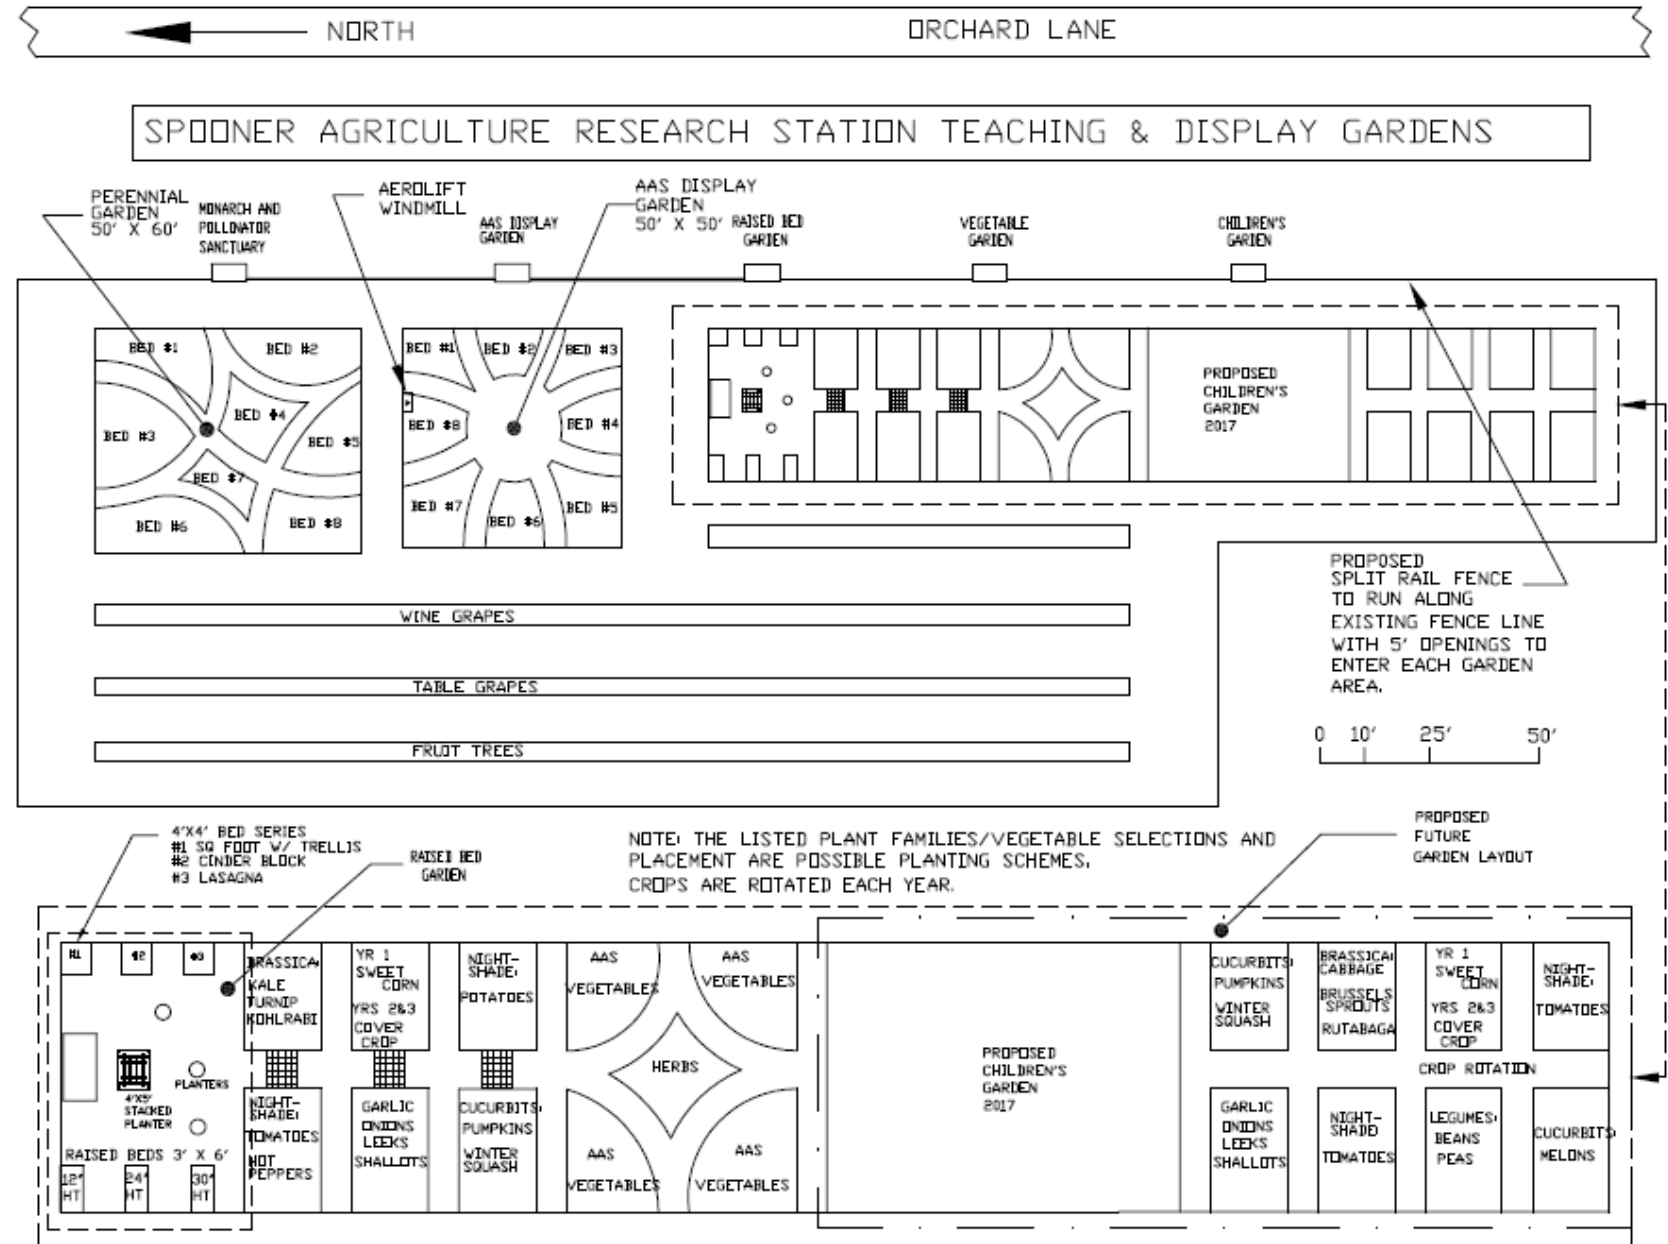 NORTH
ORCHARD LANE
SPOONER AGRICULTURE RESEARCH STATION TEACHING & DISPLAY GARDENS
PERENNIAL
GARDEN
50' X 60'
MONARCH AND
POLLINATOR
SANCTUARY
AEROLIFT
WINDMILL
AAS DISPLAY
GARDEN
AAS DISPLAY
GARDEN
50' X 50'
RAISED BED
GARDEN
VEGETABLE
GARDEN
CHILDREN'S
GARDEN
BED #1
BED #2
BED #3
BED #4
BED #5
BED #7
BED #6
BED #8
BED #1
BED #2
BED #3
BED #8
BED #4
BED #7
BED #6
BED #5
PROPOSED
CHILDREN'S
GARDEN
2017
WINE GRAPES
TABLE GRAPES
FRUIT TREES
PROPOSED
SPLIT RAIL FENCE
TO RUN ALONG
EXISTING FENCE LINE
WITH 5' OPENINGS TO
ENTER EACH GARDEN
AREA.
0 10' 25' 50'
4'X4' BED SERIES
#1 SQ FOOT W/ TRELLIS
#2 CINDER BLOCK
#3 LASAGNA
RAISED BED
GARDEN
NOTE: THE LISTED PLANT FAMILIES/VEGETABLE SELECTIONS AND
PLACEMENT ARE POSSIBLE PLANTING SCHEMES.
CROPS ARE ROTATED EACH YEAR.
PROPOSED
FUTURE
GARDEN LAYOUT
#1
#2
#3
BRASSICA:
KALE
TURNIP
KOHLRABI
YR 1
SWEET
CORN
YRS 2&3
COVER
CROP
NIGHT-
SHADE:
POTATOES
AAS
VEGETABLES
AAS
VEGETABLES
HERBS
PROPOSED
CHILDREN'S
GARDEN
2017
CUCURBITS:
PUMPKINS
WINTER
SQUASH
BRASSICA:
CABBAGE
BRUSSELS
SPROUTS
RUTABAGA
YR 1
SWEET
CORN
YRS 2&3
COVER
CROP
NIGHT-
SHADE:
TOMATOES
CROP ROTATION
PLANTERS
4'X5'
STACKED
PLANTER
RAISED BEDS 3' X 6'
12"
HT
24"
HT
30"
HT
NIGHT-
SHADE:
TOMATOES
HOT
PEPPERS
GARLIC
ONIONS
LEEKS
SHALLOTS
CUCURBITS:
PUMPKINS
WINTER
SQUASH
AAS
VEGETABLES
AAS
VEGETABLES
GARLIC
ONIONS
LEEKS
SHALLOTS
NIGHT-
SHADE:
TOMATOES
LEGUMES:
BEANS
PEAS
CUCURBITS:
MELONS